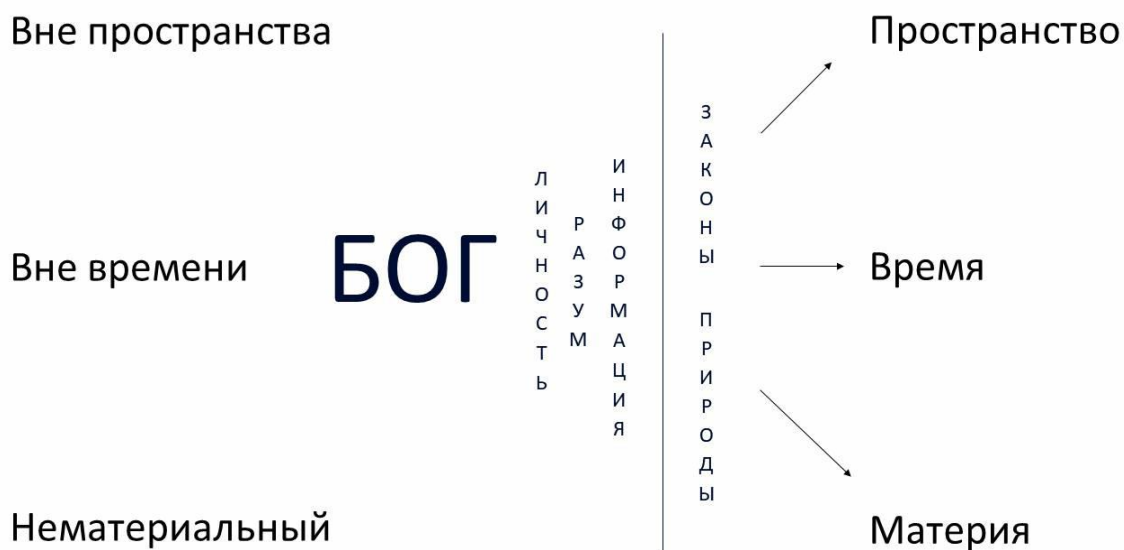 Вне пространства
Пространство
Вне времени
БОГ
ЛИЧНОСТЬ
РАЗУМ
ИНФОРМАЦИЯ
ЗАКОНЫ ПРИРОДЫ
Время
Нематериальный
Материя